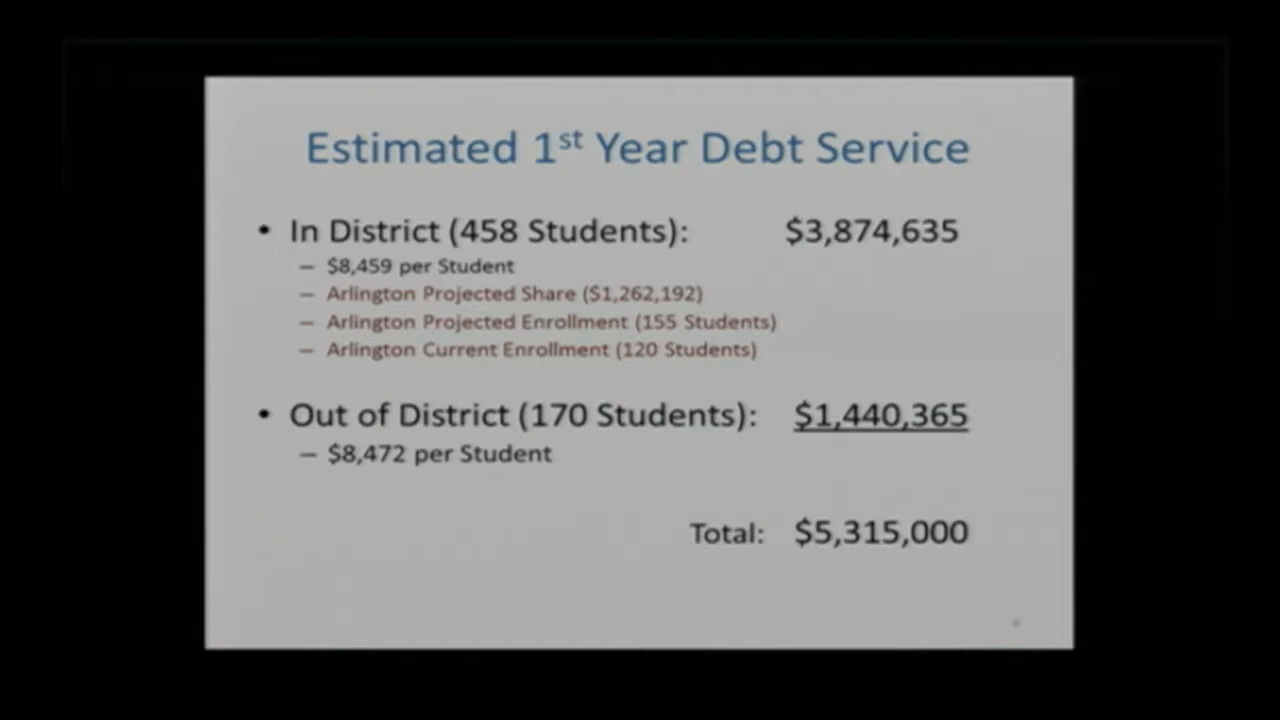 Estimated 1st Year Debt Service
• In District (458 Students): $3,874,635
– $8,459 per Student
– Arlington Projected Share ($1,262,192)
– Arlington Projected Enrollment (155 Students)
– Arlington Current Enrollment (120 Students)
• Out of District (170 Students): $1,440,365
– $8,472 per Student
Total: $5,315,000